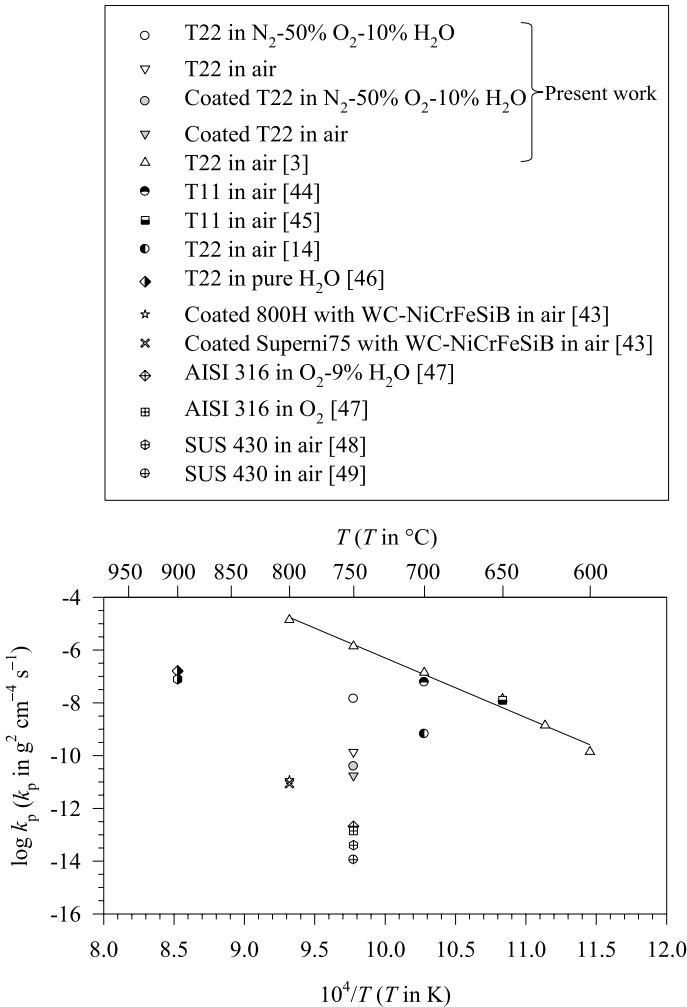 T22 in N₂-50% O₂-10% H₂O
T22 in air
Coated T22 in N₂-50% O₂-10% H₂O
Present work
Coated T22 in air
T22 in air [3]
T11 in air [44]
T11 in air [45]
T22 in air [14]
T22 in pure H₂O [46]
Coated 800H with WC-NiCrFeSiB in air [43]
Coated Superni75 with WC-NiCrFeSiB in air [43]
AISI 316 in O₂-9% H₂O [47]
AISI 316 in O₂ [47]
SUS 430 in air [48]
SUS 430 in air [49]
T (T in °C)
950 900 850 800 750 700 650 600
-4
-6
-8
-10
-12
-14
-16
log kₚ (kₚ in g² cm⁻⁴ s⁻¹)
8.0 8.5 9.0 9.5 10.0 10.5 11.0 11.5 12.0
10⁴/T (T in K)